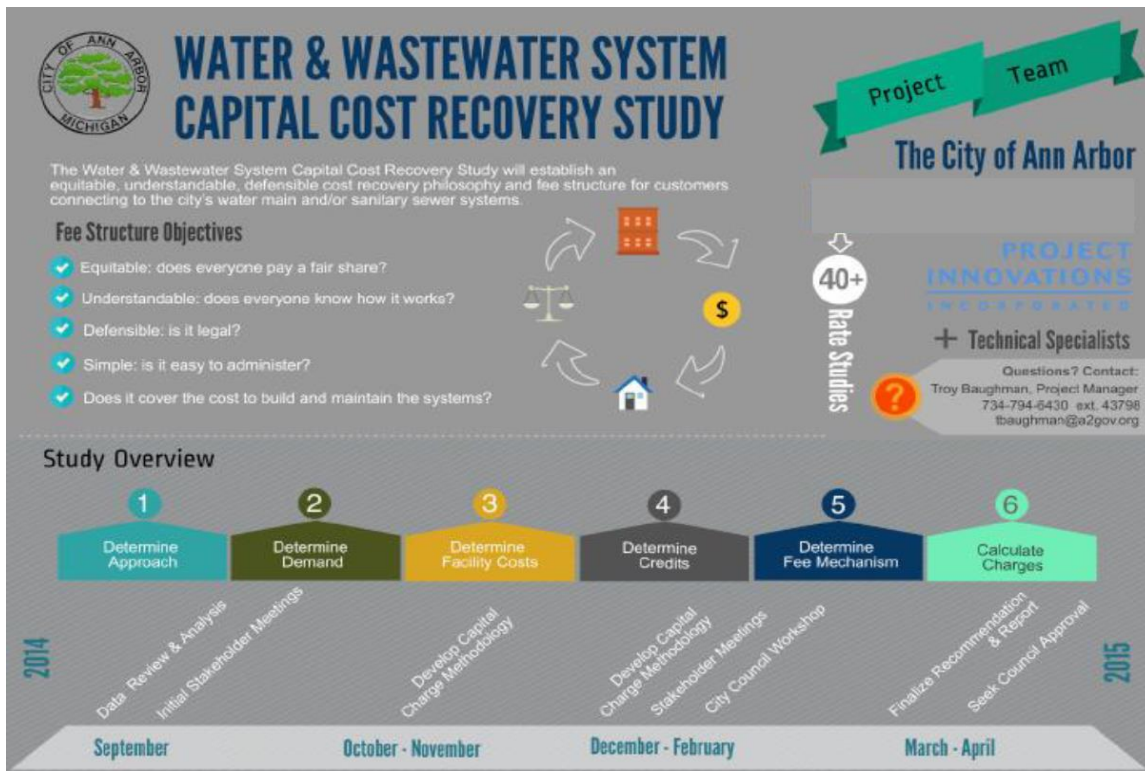 CITY OF ANN ARBOR
MICHIGAN
WATER & WASTEWATER SYSTEM
CAPITAL COST RECOVERY STUDY
The Water & Wastewater System Capital Cost Recovery Study will establish an
equitable, understandable, defensible cost recovery philosophy and fee structure for customers
connecting to the city's water main and/or sanitary sewer systems.
Fee Structure Objectives
Equitable: does everyone pay a fair share?
Understandable: does everyone know how it works?
Defensible: is it legal?
Simple: is it easy to administer?
Does it cover the cost to build and maintain the systems?
$
Project Team
The City of Ann Arbor
40+
Rate Studies
PROJECT
INNOVATIONS
INCORPORATED
+ Technical Specialists
?
Questions? Contact:
Troy Baughman, Project Manager
734-794-6430 ext. 43798
tbaughman@a2gov.org
Study Overview
1
Determine
Approach
2
Determine
Demand
3
Determine
Facility Costs
4
Determine
Credits
5
Determine
Fee Mechanism
6
Calculate
Charges
2014
Data Review & Analysis
Initial Stakeholder Meetings
Develop Capital
Charge Methodology
Develop Capital
Charge Methodology
Stakeholder Meetings
City Council Workshop
Finalize Recommendation
& Report
Seek Council Approval
2015
September
October - November
December - February
March - April